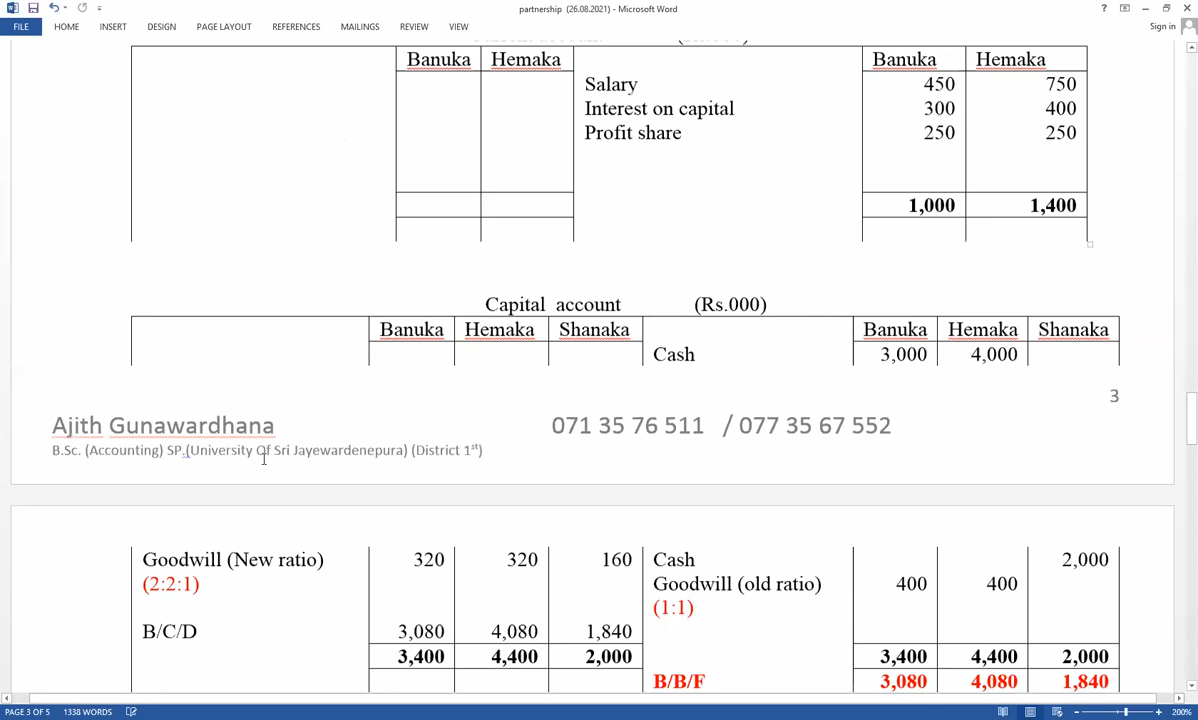 partnership (26.08.2021) - Microsoft Word
Sign in
FILE HOME INSERT DESIGN PAGE LAYOUT REFERENCES MAILINGS REVIEW VIEW
Banuka Hemaka Banuka Hemaka
Salary 450 750
Interest on capital 300 400
Profit share 250 250
1,000 1,400
Capital account (Rs.000)
Banuka Hemaka Shanaka Banuka Hemaka Shanaka
Cash 3,000 4,000
3
Ajith Gunawardhana 071 35 76 511 / 077 35 67 552
B.Sc. (Accounting) SP.(University Of Sri Jayewardenepura) (District 1st)
Goodwill (New ratio) 320 320 160 Cash 2,000
(2:2:1) Goodwill (old ratio) 400 400
(1:1)
B/C/D 3,080 4,080 1,840
3,400 4,400 2,000 3,400 4,400 2,000
B/B/F 3,080 4,080 1,840
PAGE 3 OF 5 1338 WORDS 200%